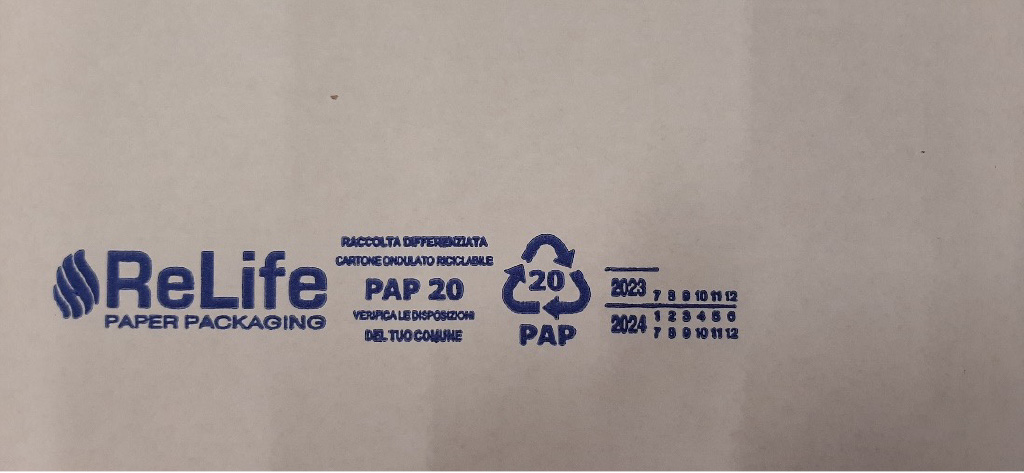 ReLife
PAPER PACKAGING
RACCOLTA DIFFERENZIATA
CARTONE ONDULATO RICICLABILE
PAP 20
VERIFICA LE DISPOSIZIONI
DEL TUO COMUNE
20
PAP
2023 7 8 9 10 11 12
2024 1 2 3 4 5 6
7 8 9 10 11 12